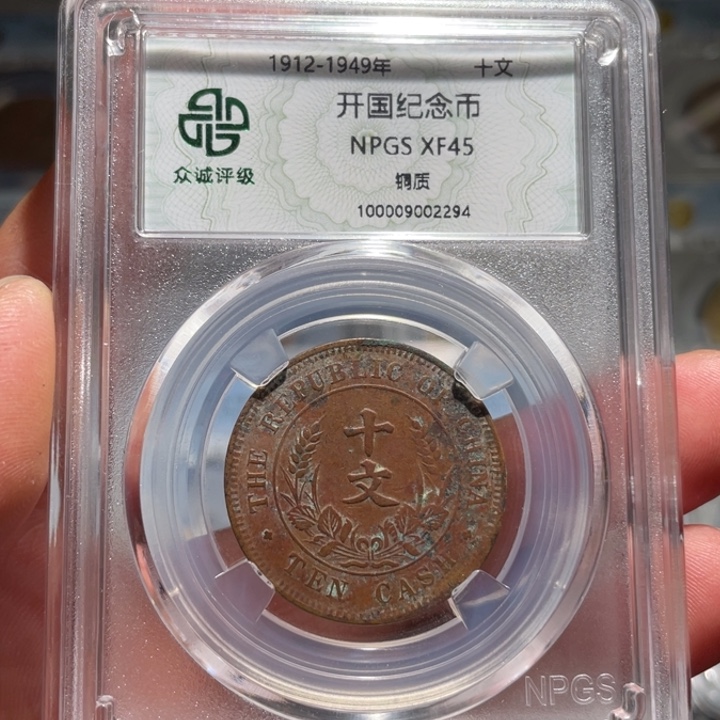 1912-1949年 十文
开国纪念币
NPGS XF45
铜质
100009002294
众诚评级
THE REPUBLIC OF CHINA
十文
TEN CASH
NPGS